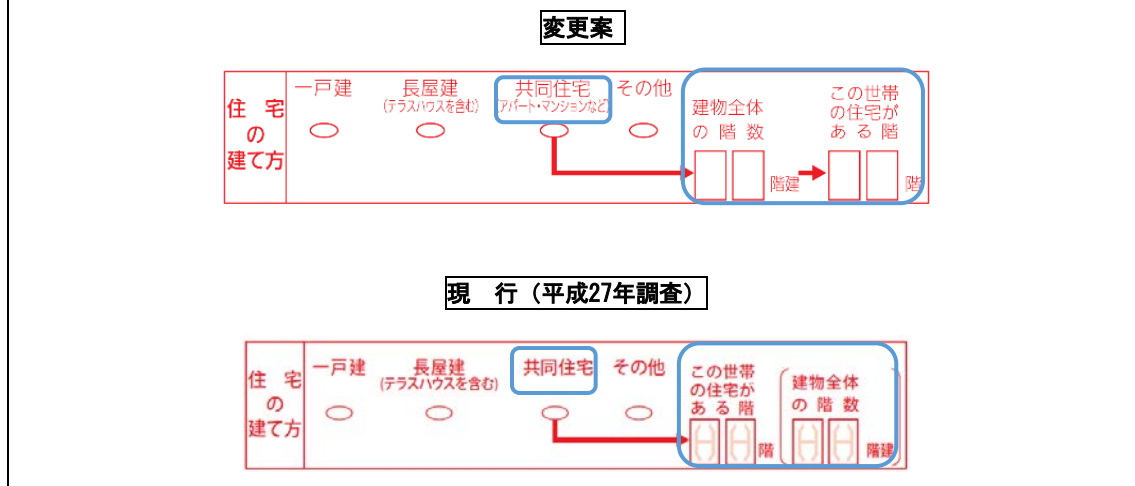 変更案
住 宅
の
建て方
一戸建
長屋建
(テラスハウスを含む)
共同住宅
(アパート・マンションなど)
その他
建物全体
の 階 数
階建
この世帯
の住宅が
あ る 階
階
現 行（平成27年調査）
住 宅
の
建て方
一戸建
長屋建
(テラスハウスを含む)
共同住宅
その他
この世帯
の住宅が
あ る 階
階
建物全体
の 階 数
階建